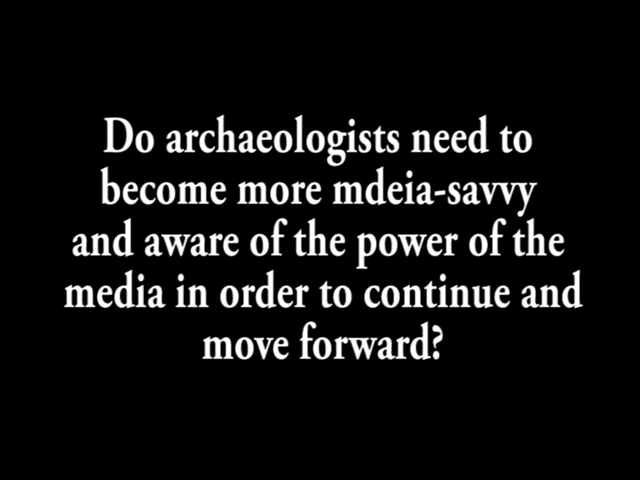 Do archaeologists need to
become more mdeia-savvy
and aware of the power of the
media in order to continue and
move forward?